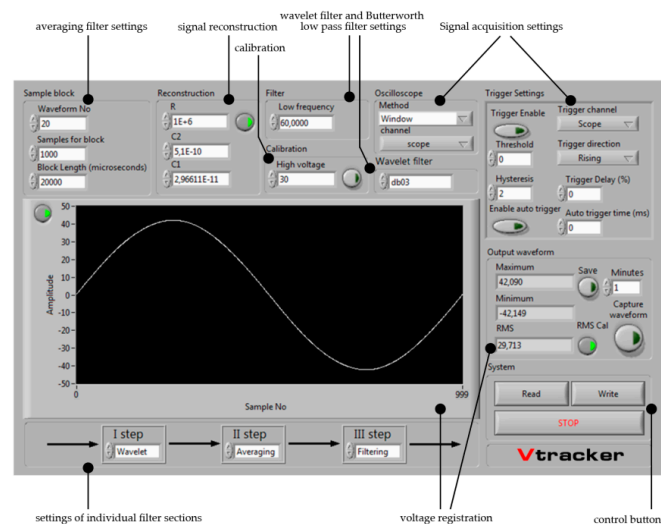 averaging filter settings
signal reconstruction
calibration
wavelet filter and Butterworth
low pass filter settings
Signal acquisition settings
Sample block
Waveform No
20
Samples for block
1000
Block Length (microseconds)
20000
Reconstruction
R
1E+6
C2
5,1E-10
C1
2,96611E-11
Filter
Low frequency
60,0000
Calibration
High voltage
30
Oscilloscope
Method
Window
channel
scope
Wavelet filter
db03
Trigger Settings
Trigger Enable
Trigger channel
Scope
Threshold
0
Trigger direction
Rising
Hysteresis
2
Trigger Delay (%)
0
Enable auto trigger
Auto trigger time (ms)
0
50
40
30
20
10
0
-10
-20
-30
-40
-50
Amplitude
0
999
Sample No
Output waveform
Maximum
42,090
Save
Minutes
1
Minimum
-42,149
Capture
waveform
RMS
29,713
RMS Cal
System
Read
Write
STOP
Vtracker
I step
Wavelet
II step
Averaging
III step
Filtering
settings of individual filter sections
voltage registration
control button